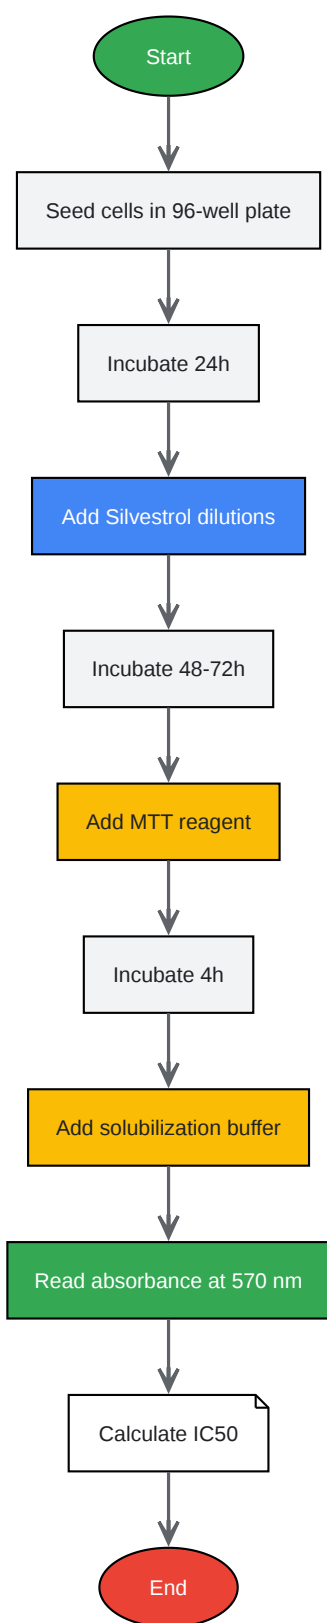 Start
Seed cells in 96-well plate
Incubate 24h
Add Silvestrol dilutions
Incubate 48-72h
Add MTT reagent
Incubate 4h
Add solubilization buffer
Read absorbance at 570 nm
Calculate IC50
End